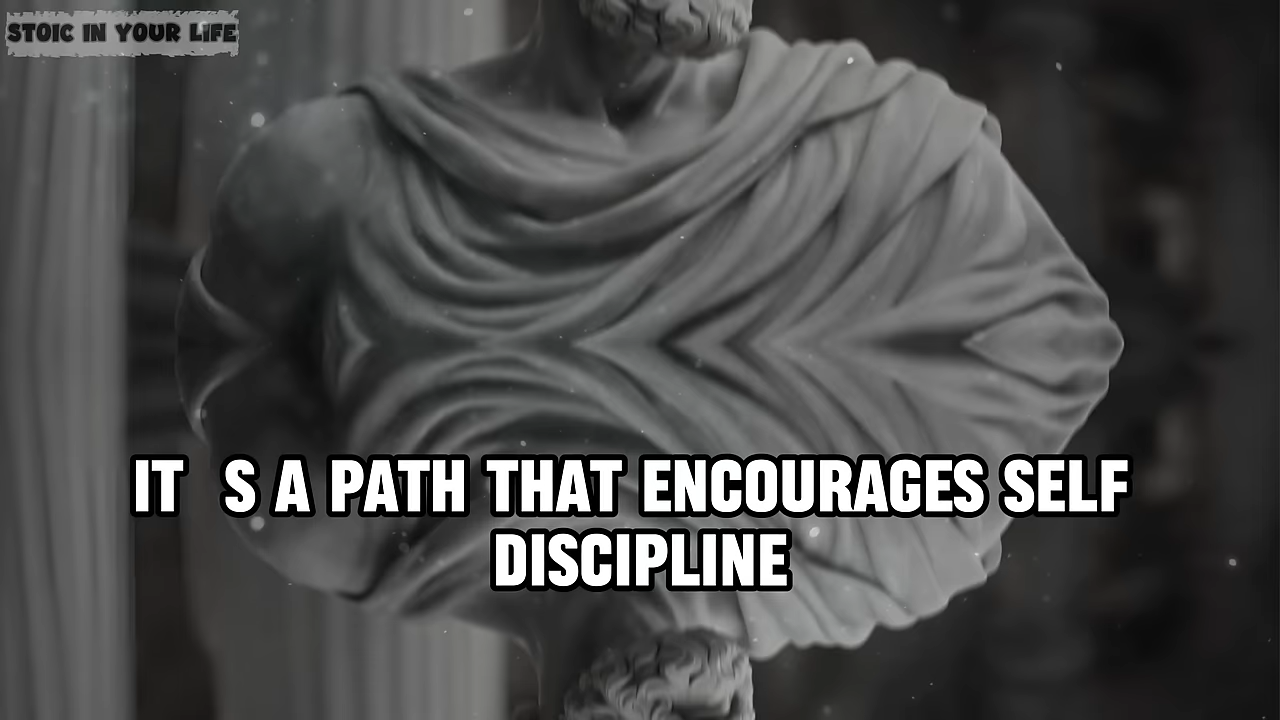 STOIC IN YOUR LIFE
IT S A PATH THAT ENCOURAGES SELF
DISCIPLINE